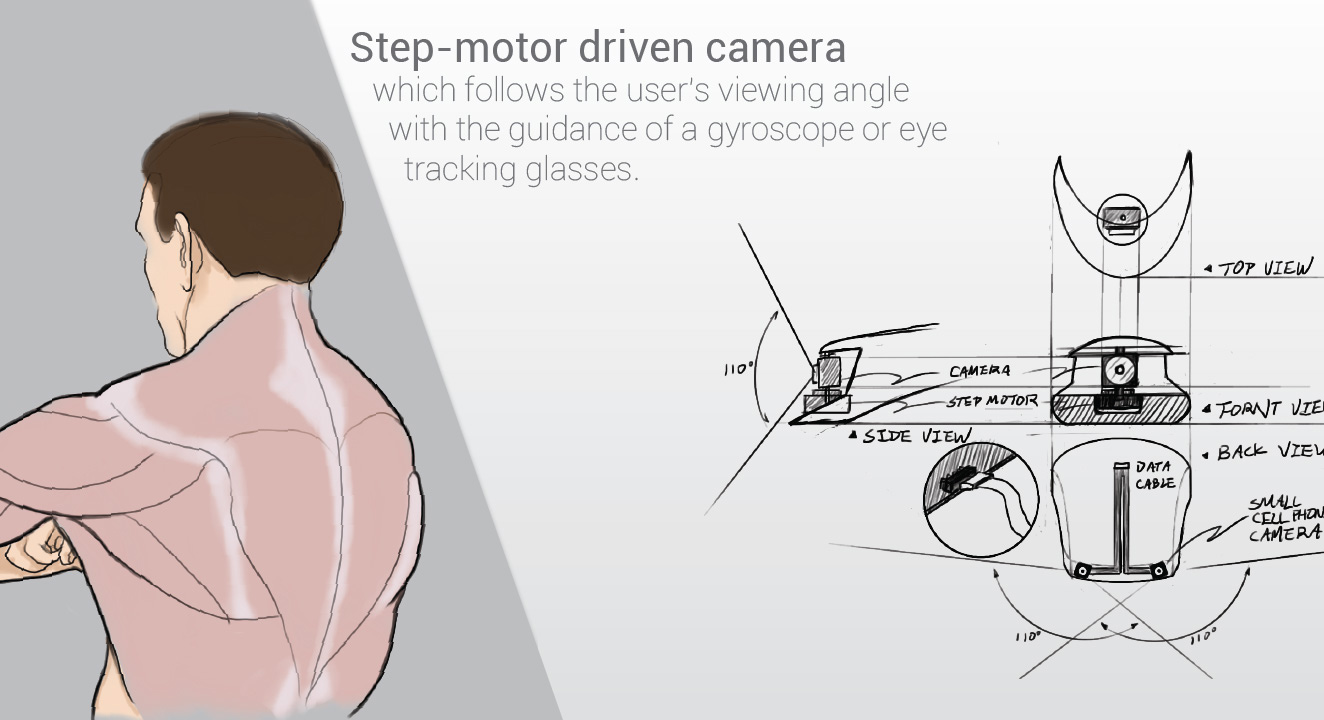 Step-motor driven camera
which follows the user's viewing angle
with the guidance of a gyroscope or eye
tracking glasses.
TOP VIEW
110°
CAMERA
STEP MOTOR
FORNT VIE
SIDE VIEW
BACK VIEW
DATA
CABLE
SMALL
CELL PHON
CAMERA
110°
110°